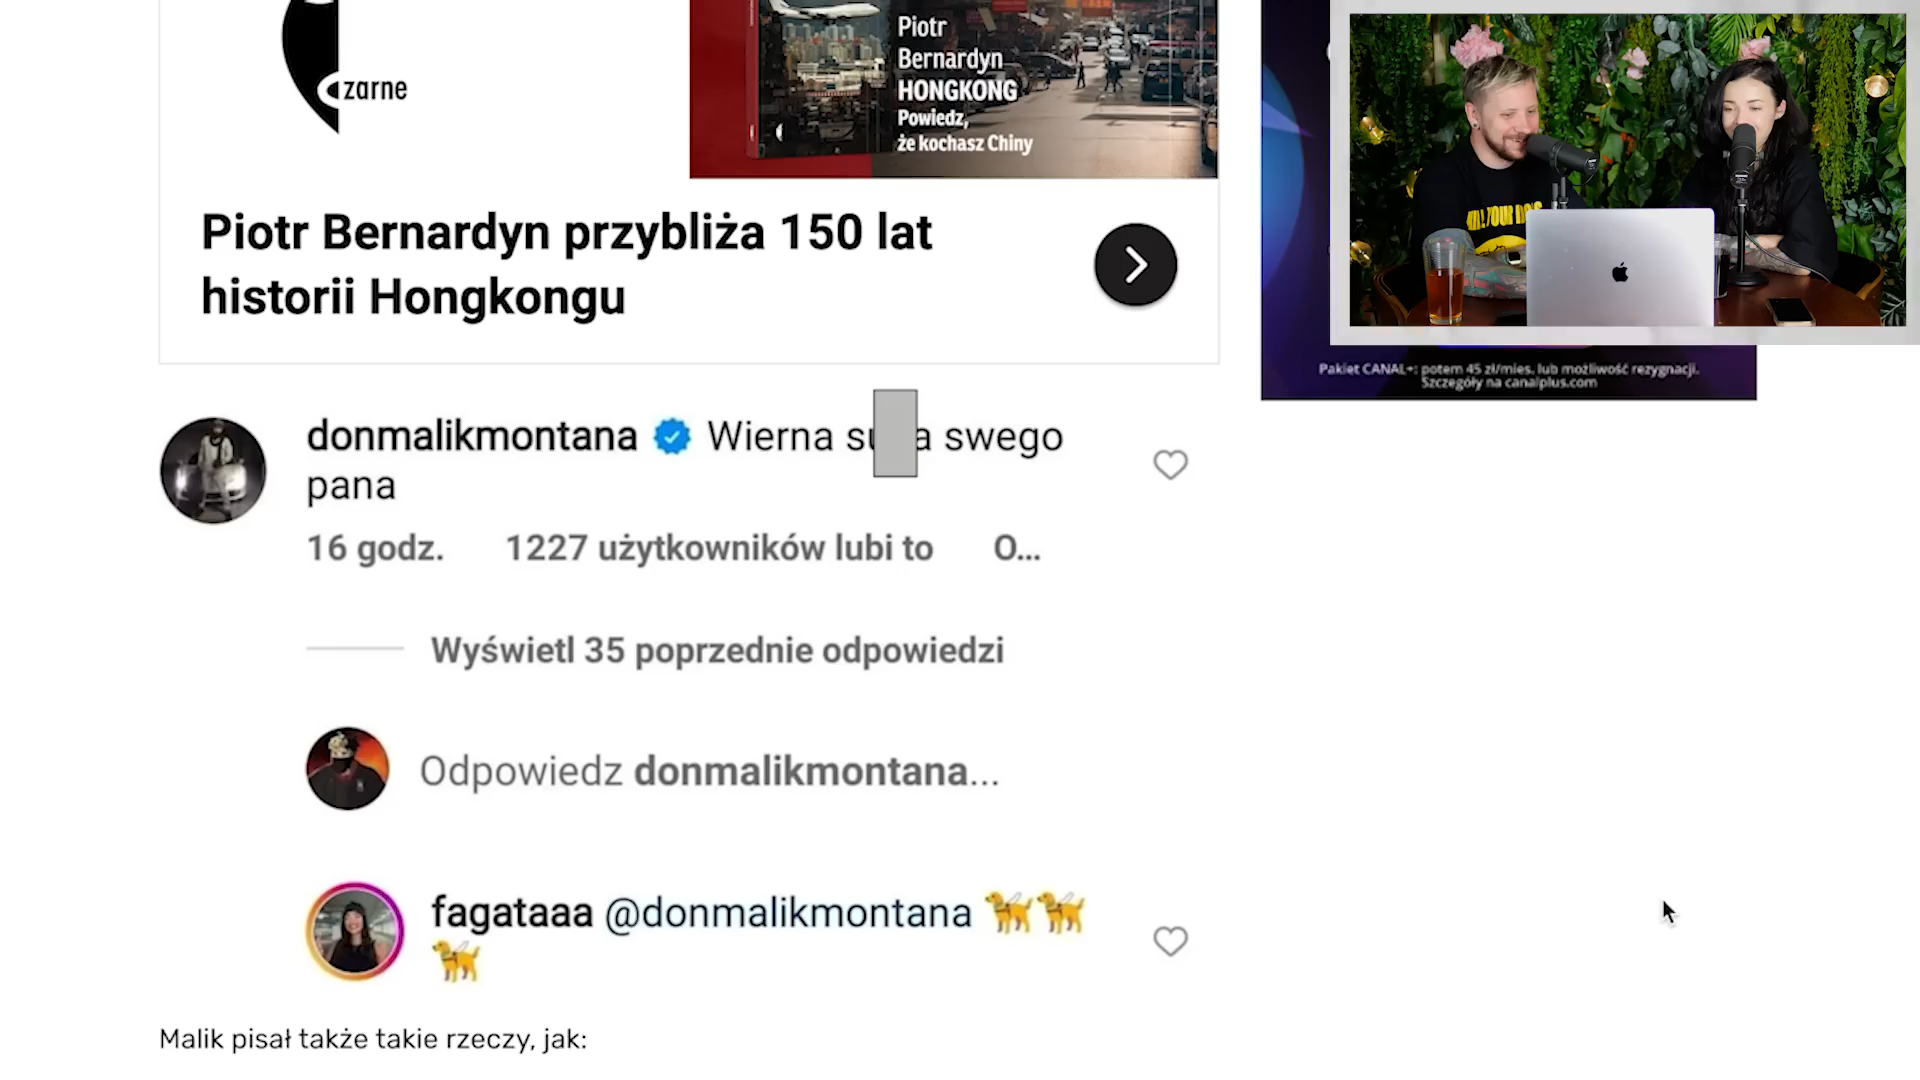 zarne
Piotr
Bernardyn
HONGKONG
Powiedz,
że kochasz Chiny
Piotr Bernardyn przybliża 150 lat
historii Hongkongu
Pakiet CANAL+: potem 45 zł/mies. lub możliwość rezygnacji.
Szczegóły na canalplus.com
donmalikmontana Wierna su a swego
pana
16 godz. 1227 użytkowników lubi to O...
Wyświetl 35 poprzednie odpowiedzi
Odpowiedz donmalikmontana...
fagataaa @donmalikmontana 🦮🦮
🦮
Malik pisał także takie rzeczy, jak: